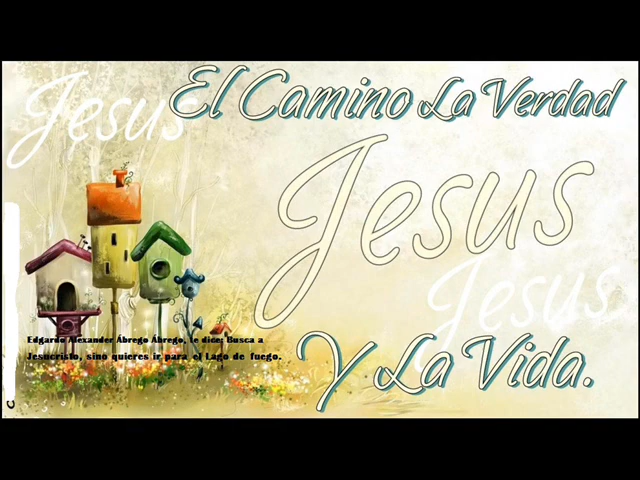 Jesus
El Camino La Verdad
Jesus
Jesus
Edgardo Alexander Ábrego Ábrego, te dice: Busca a
Jesucristo, sino quieres ir para el Lago de fuego.
Y La Vida.